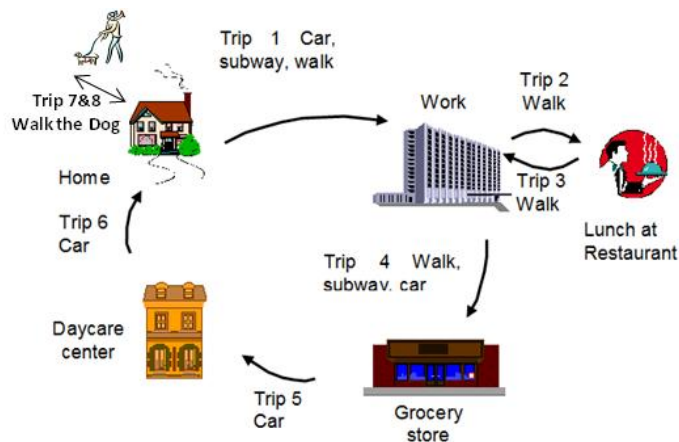 Trip 1 Car,
subway, walk
Trip 7&8
Walk the Dog
Work
Trip 2
Walk
Home
Trip 3
Walk
Lunch at
Restaurant
Trip 6
Car
Trip 4 Walk,
subway, car
Daycare
center
Trip 5
Car
Grocery
store